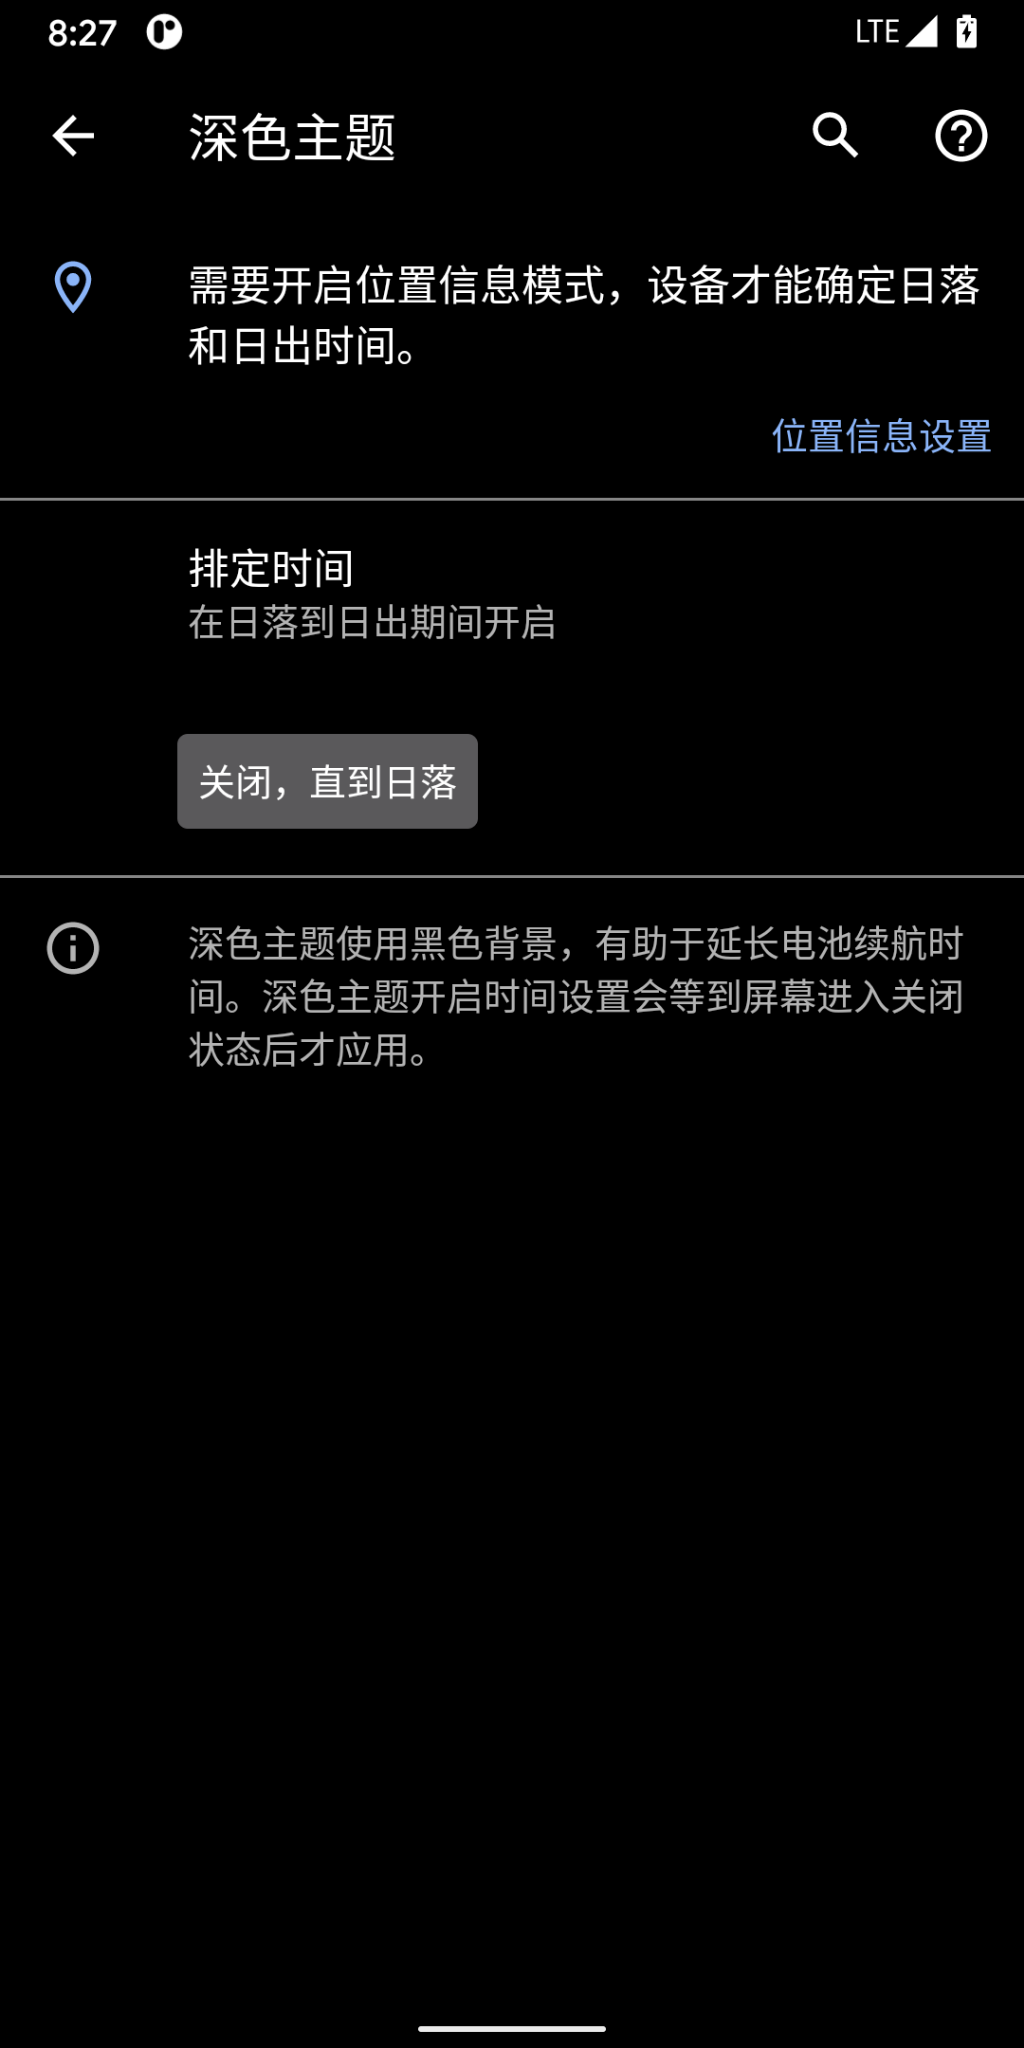 8:27
LTE
深色主题
需要开启位置信息模式，设备才能确定日落
和日出时间。
位置信息设置
排定时间
在日落到日出期间开启
关闭，直到日落
深色主题使用黑色背景，有助于延长电池续航时
间。深色主题开启时间设置会等到屏幕进入关闭
状态后才应用。